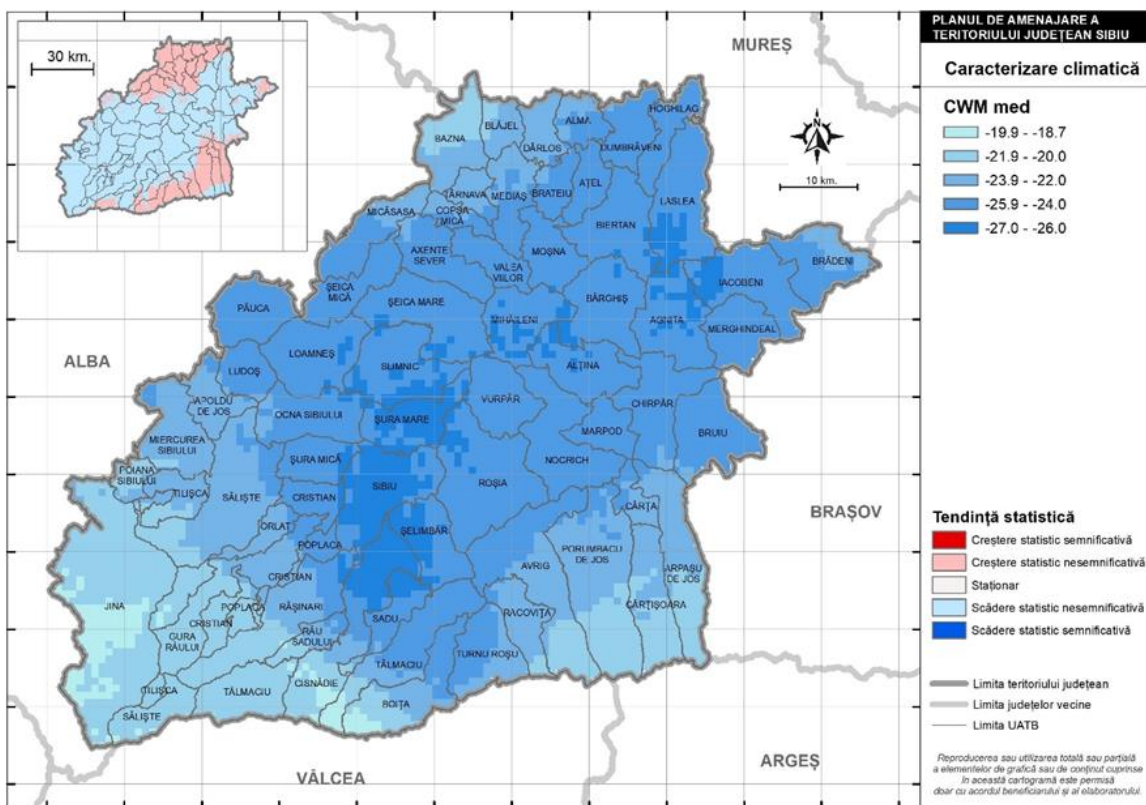 PLANUL DE AMENAJARE A
TERITORIULUI JUDEȚEAN SIBIU
Caracterizare climatică
CWM med
-19.9 - -18.7
-21.9 - -20.0
-23.9 - -22.0
-25.9 - -24.0
-27.0 - -26.0
30 km.
MUREȘ
N
10 km.
HOGHILAG
ALMA
BLĂJEL
BAZNA
DÂRLOS
DUMBRĂVENI
TÂRNAVA
MEDIAȘ
BRATEIU
AȚEL
LASLEA
MICĂSASA
COPȘA
MICĂ
BIERTAN
AXENTE
SEVER
MOȘNA
BRĂDENI
VALEA
VIILOR
ȘEICA
MICĂ
ȘEICA MARE
BÂRGHIȘ
IACOBENI
PĂUCA
MIHĂILENI
AGNITA
MERGHINDEAL
ALBA
LOAMNEȘ
SLIMNIC
ALȚINA
LUDOȘ
APOLDU
DE JOS
OCNA SIBIULUI
ȘURA MARE
VURPĂR
CHIRPĂR
MIERCUREA
SIBIULUI
MARPOD
BRUIU
ȘURA MICĂ
NOCRICH
POIANA
SIBIULUI
TILIȘCA
SĂLIȘTE
CRISTIAN
SIBIU
ROȘIA
CÂRȚA
BRAȘOV
ORLAT
ȘELIMBĂR
POPLACA
PORUMBACU
DE JOS
AVRIG
ARPAȘU
DE JOS
CRISTIAN
JINA
POPLACA
RĂȘINARI
RACOVIȚA
CÂRȚIȘOARA
CRISTIAN
SADU
GURA
RÂULUI
RÂU
SADULUI
TURNU ROȘU
TĂLMACIU
CISNĂDIE
TILIȘCA
TĂLMACIU
BOIȚA
SĂLIȘTE
VÂLCEA
ARGEȘ
Tendință statistică
Creștere statistic semnificativă
Creștere statistic nesemnificativă
Staționar
Scădere statistic nesemnificativă
Scădere statistic semnificativă
Limita teritoriului județean
Limita județelor vecine
Limita UATB
Reproducerea sau utilizarea totală sau parțială
a elementelor de grafică sau de conținut cuprinse
în această cartogramă este permisă
doar cu acordul beneficiarului și al elaboratorului.